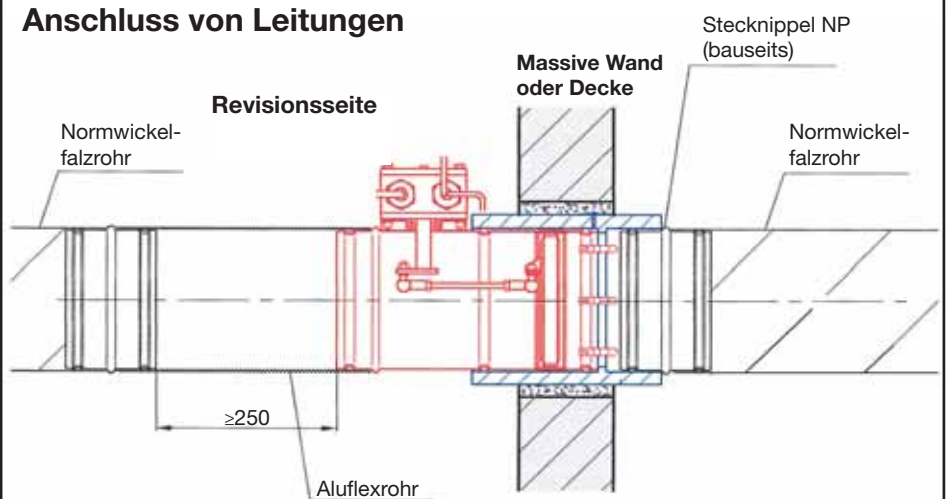 Anschluss von Leitungen
Stecknippel NP
(bauseits)
Massive Wand
oder Decke
Revisionsseite
Normwickel-
falzrohr
Normwickel-
falzrohr
≥250
Aluflexrohr